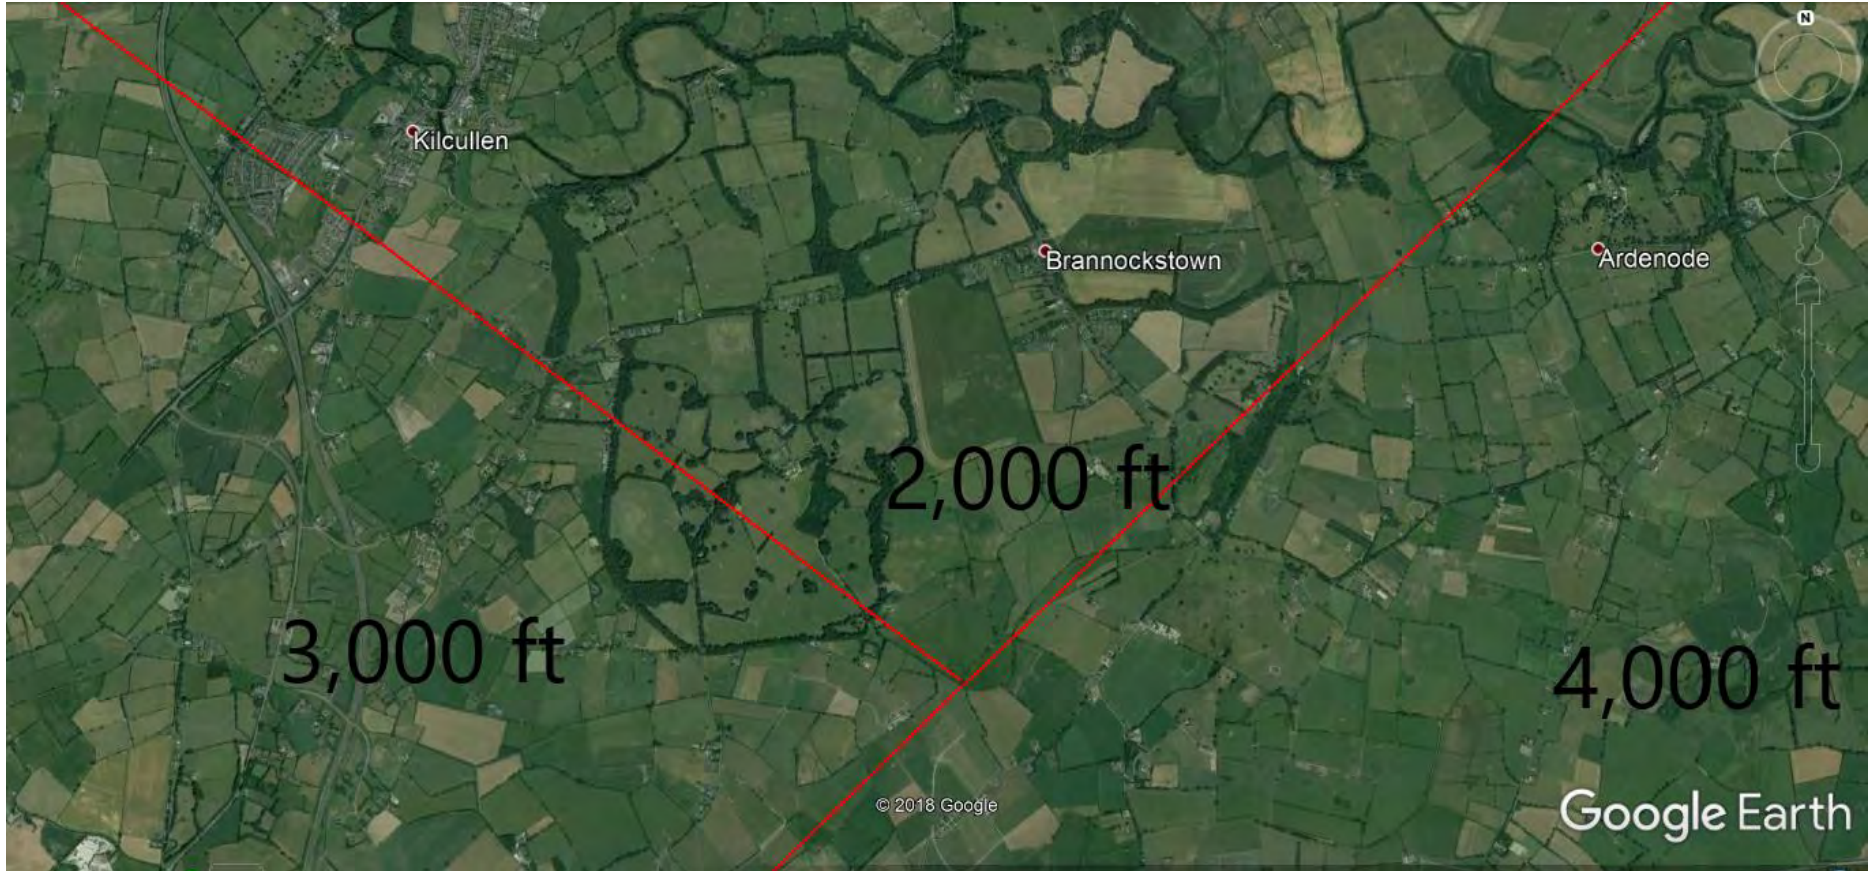 N
Kilcullen
Brannockstown
Ardenode
2,000 ft
3,000 ft
4,000 ft
© 2018 Google
Google Earth